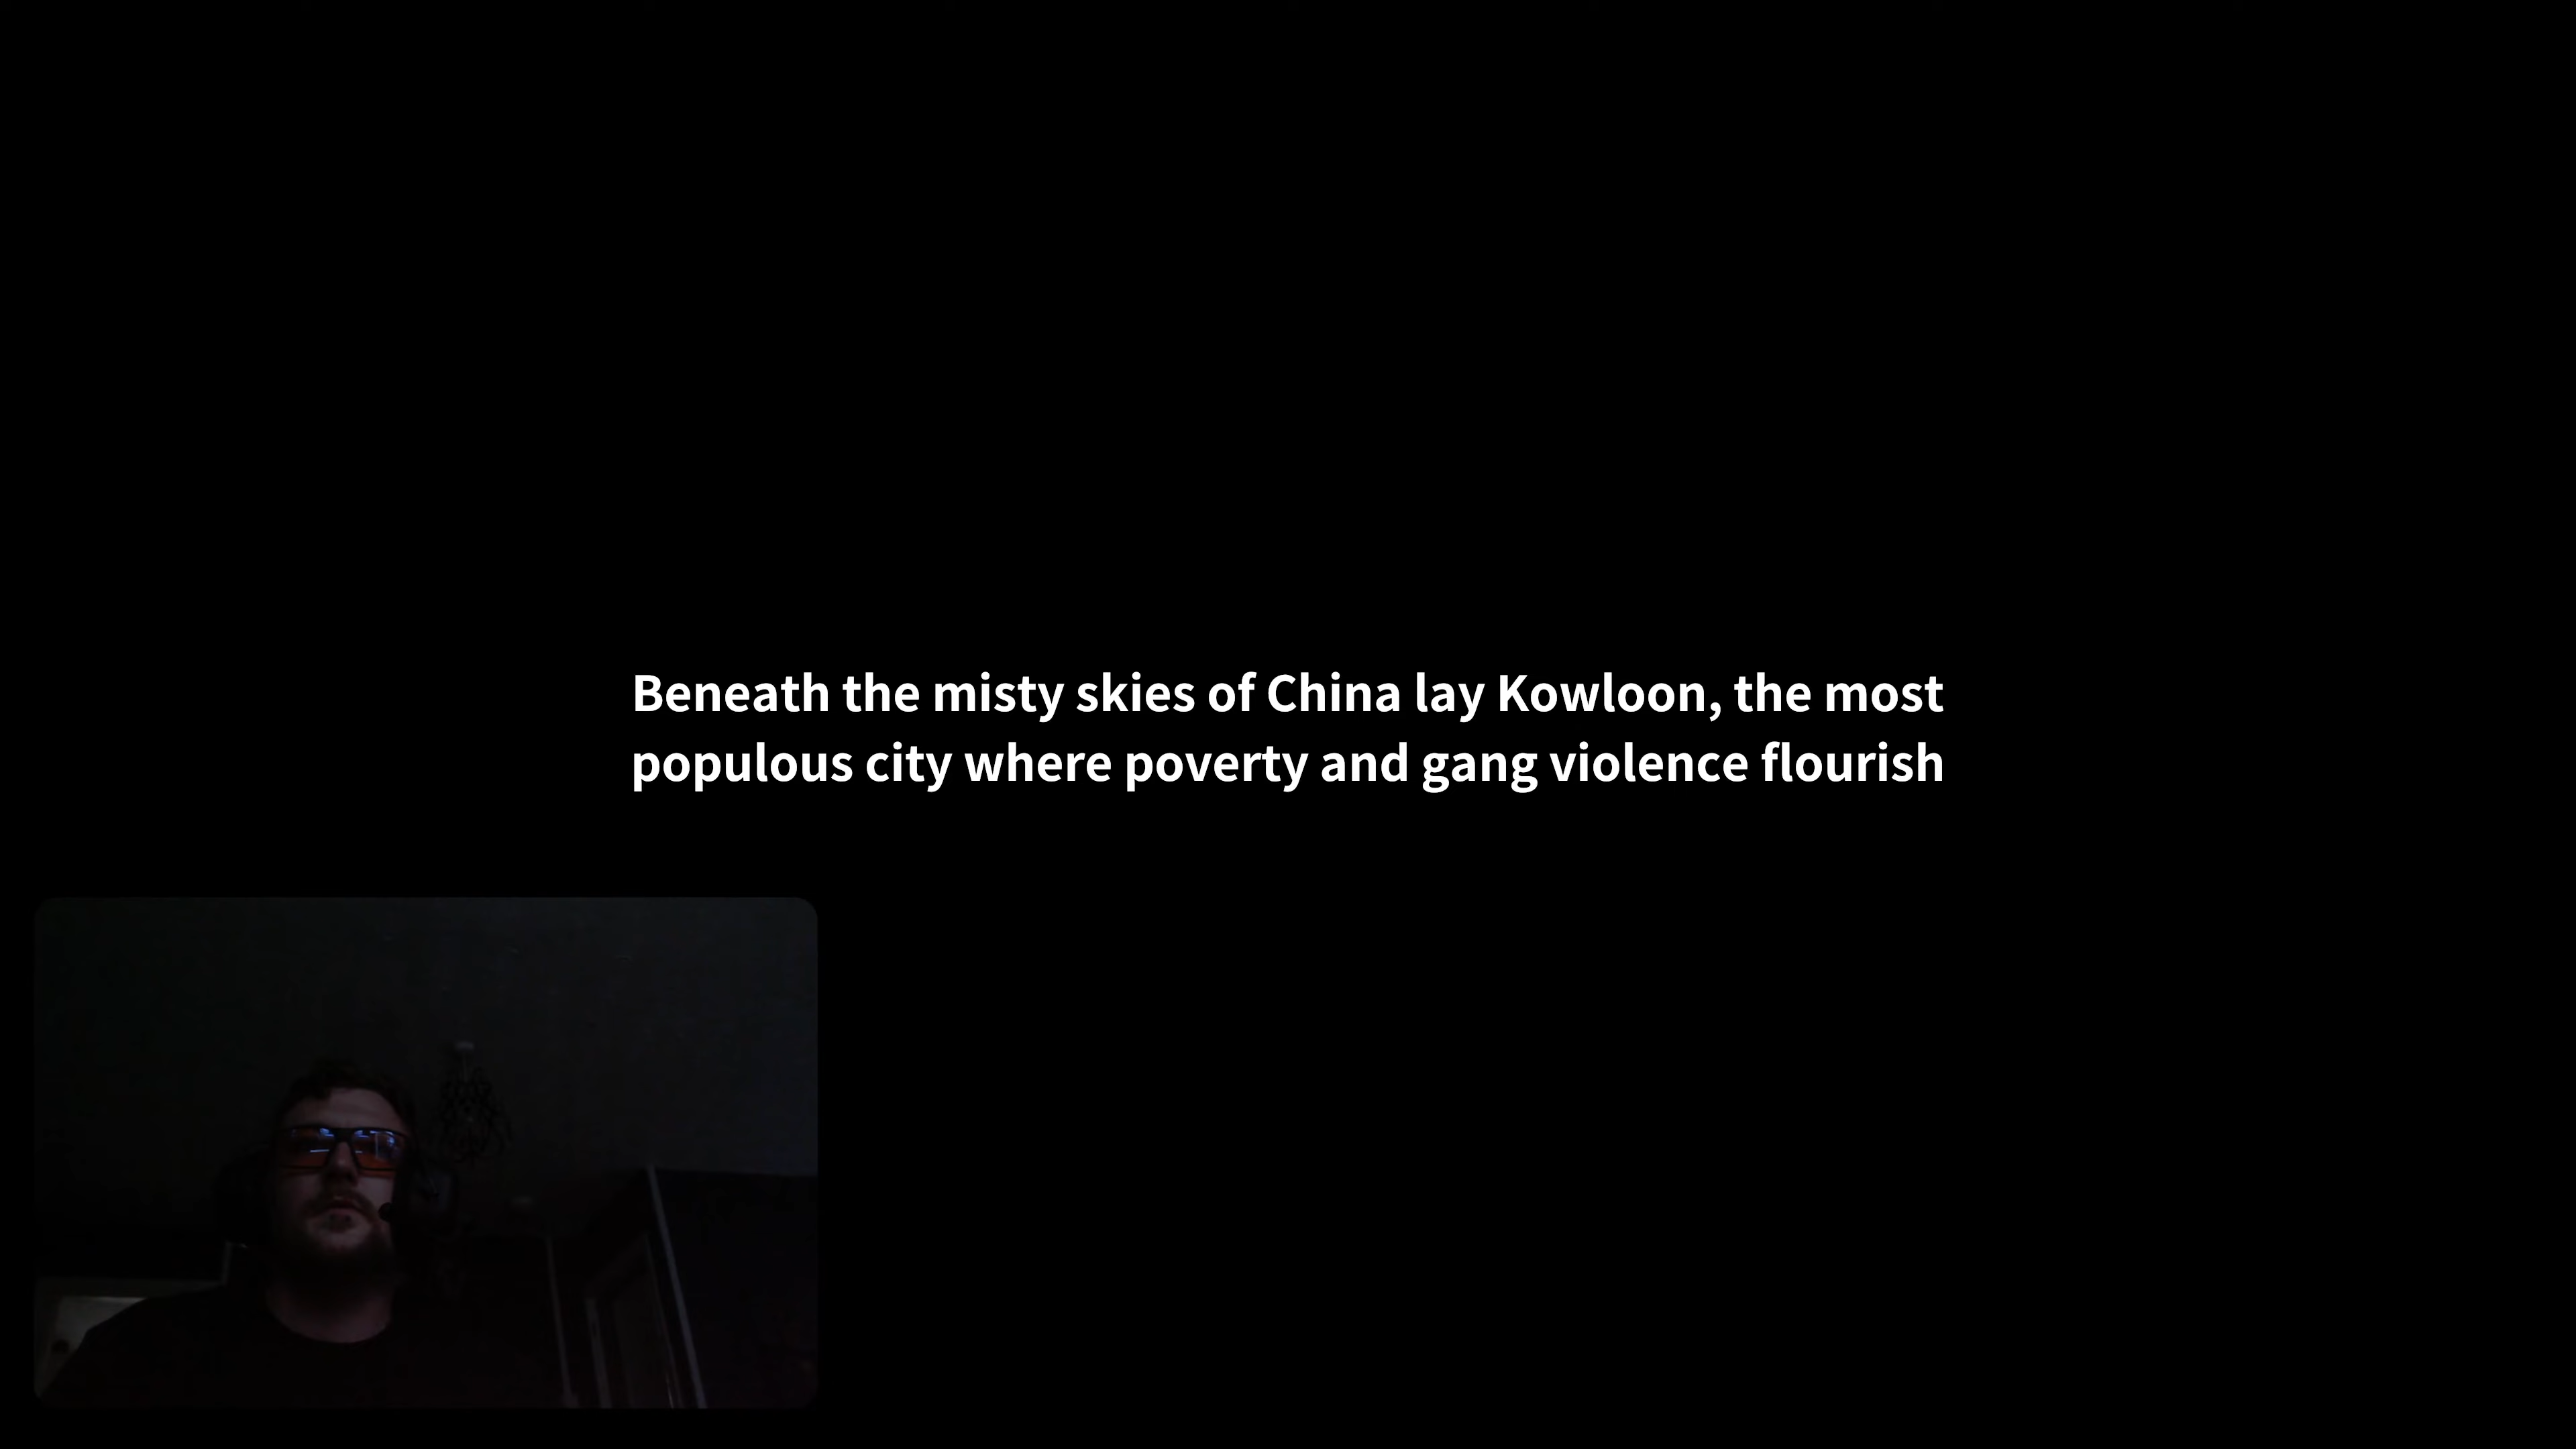 Beneath the misty skies of China lay Kowloon, the most
populous city where poverty and gang violence flourish